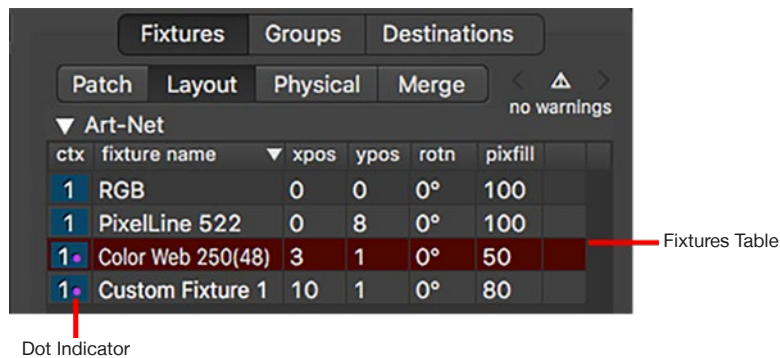 Fixtures Groups Destinations
Patch Layout Physical Merge
no warnings
Art-Net
ctx fixture name xpos ypos rotn pixfill
1 RGB 0 0 0° 100
1 PixelLine 522 0 8 0° 100
1 Color Web 250(48) 3 1 0° 50
1 Custom Fixture 1 10 1 0° 80
Fixtures Table
Dot Indicator